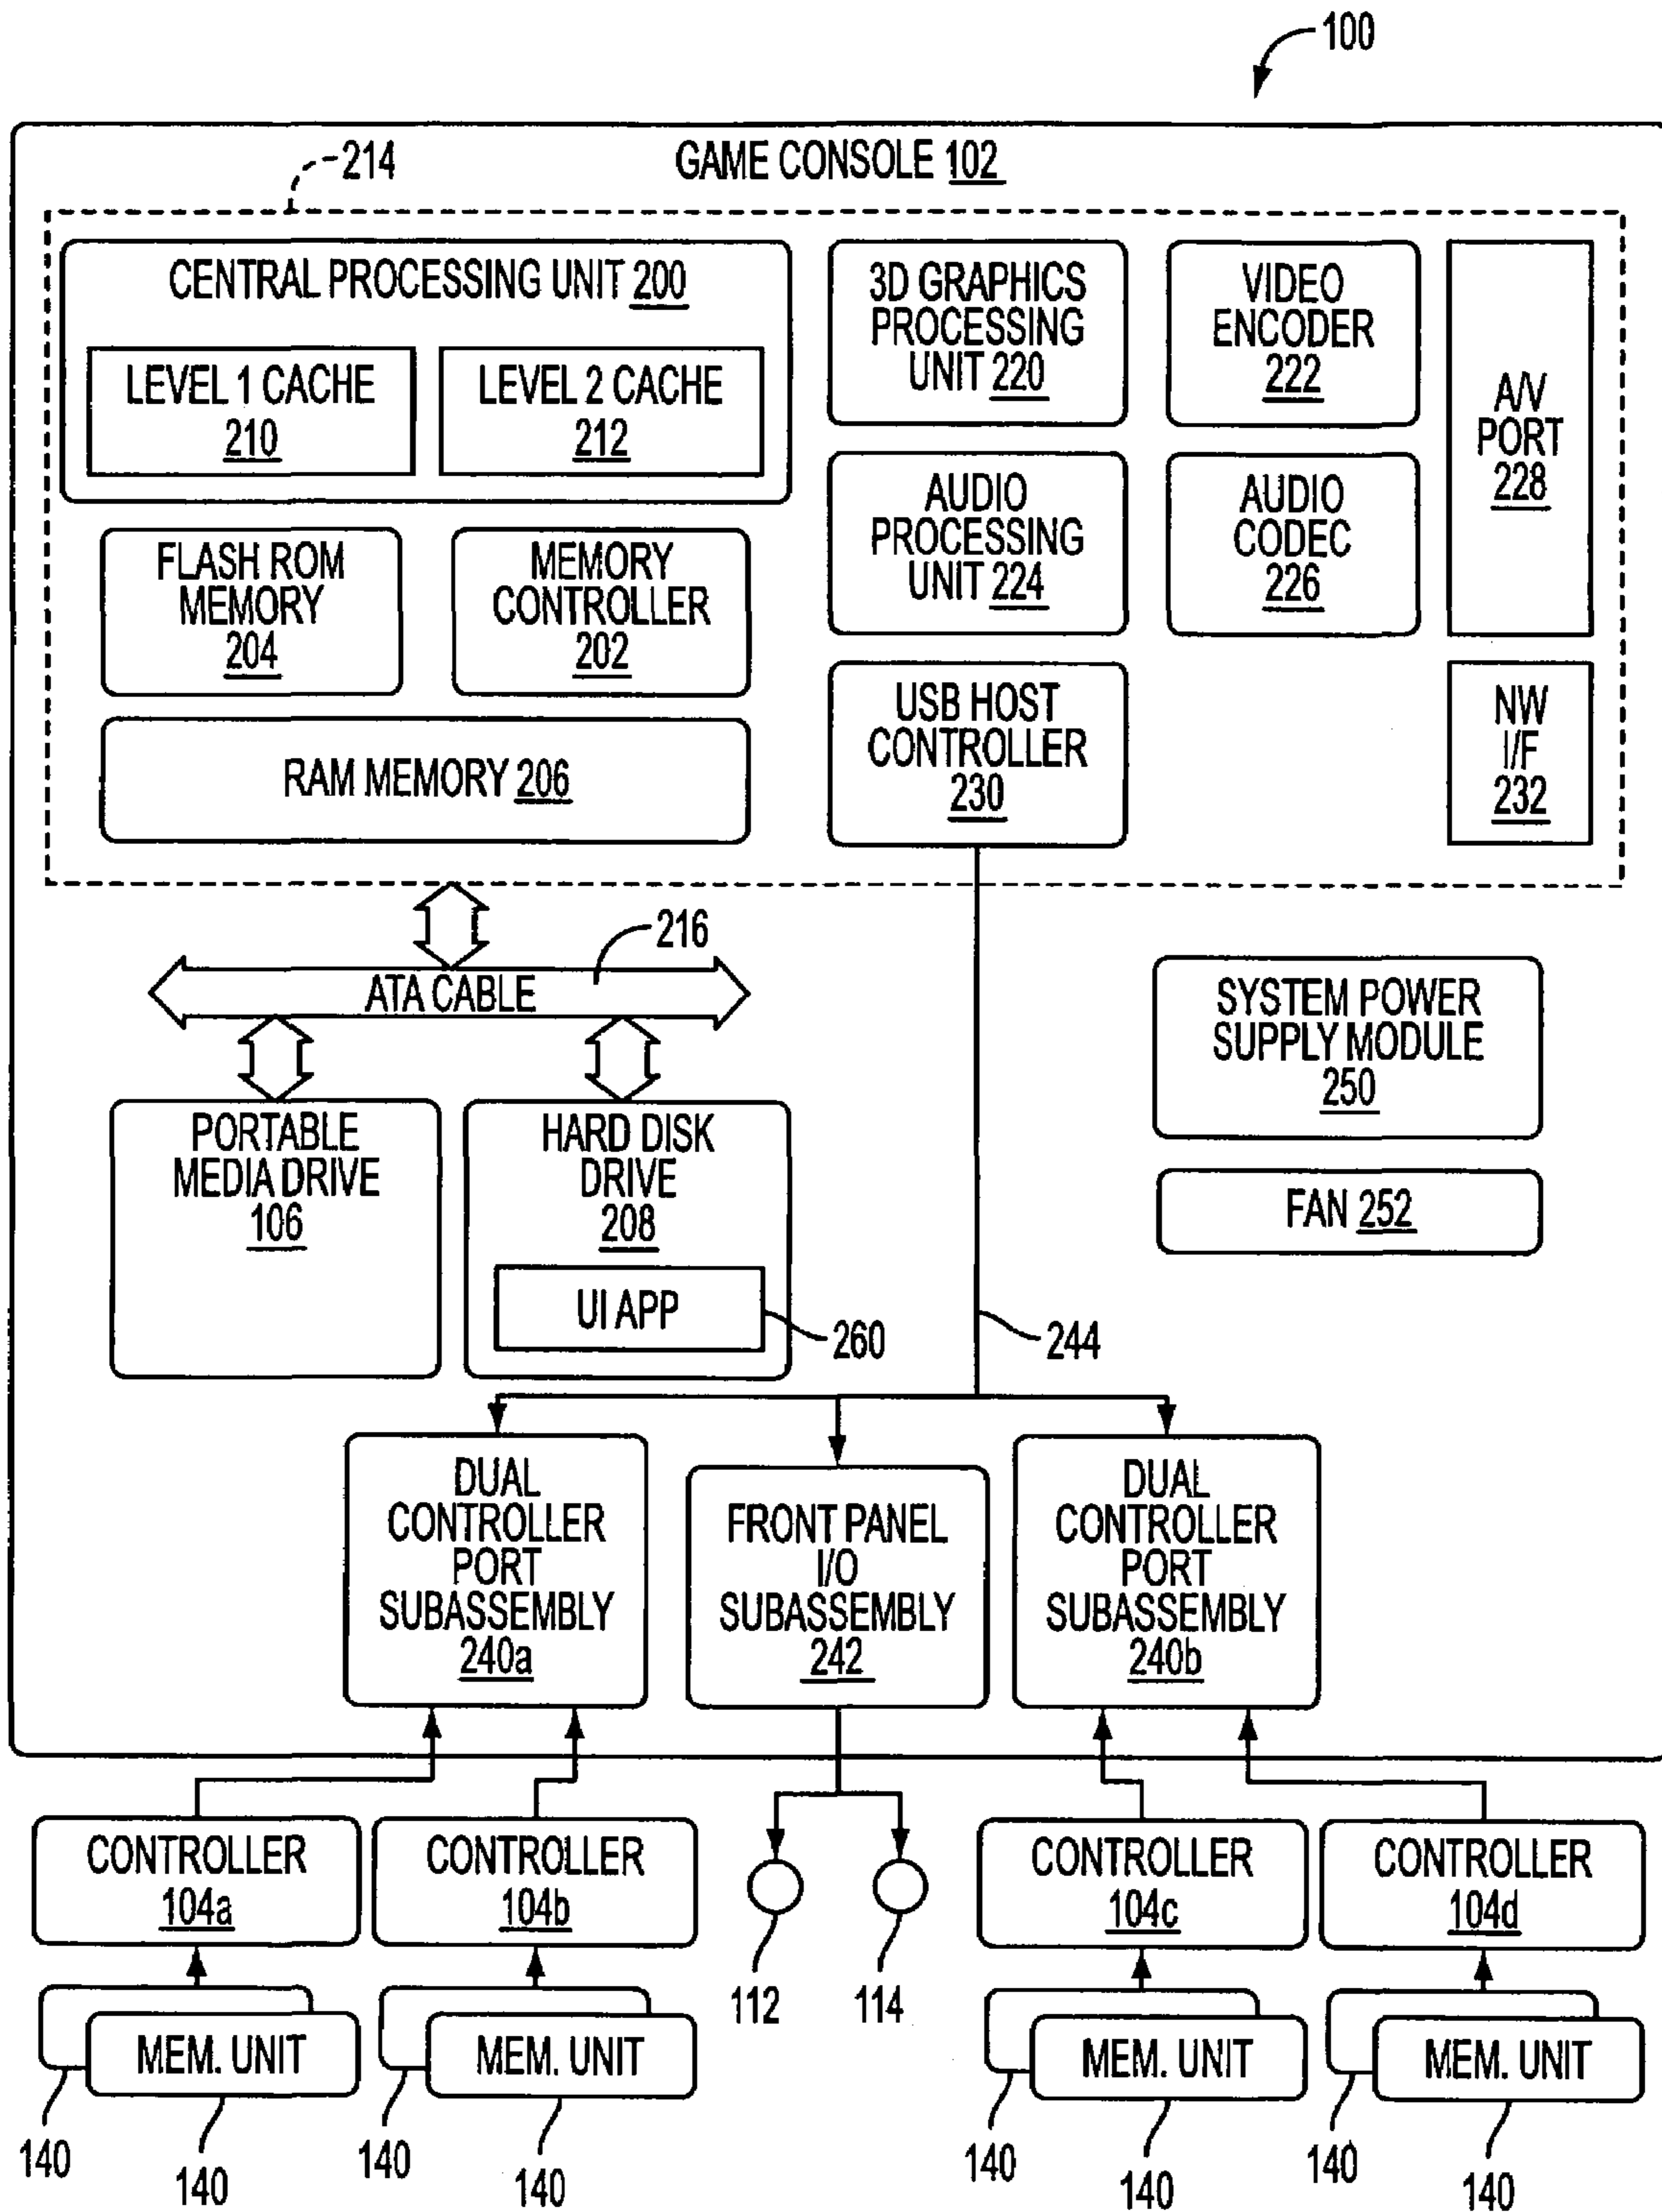 100
GAME CONSOLE 102
214
CENTRAL PROCESSING UNIT 200
LEVEL 1 CACHE
210
LEVEL 2 CACHE
212
3D GRAPHICS
PROCESSING
UNIT 220
VIDEO
ENCODER
222
A/V
PORT
228
FLASH ROM
MEMORY
204
MEMORY
CONTROLLER
202
AUDIO
PROCESSING
UNIT 224
AUDIO
CODEC
226
RAM MEMORY 206
USB HOST
CONTROLLER
230
NW
I/F
232
216
ATA CABLE
SYSTEM POWER
SUPPLY MODULE
250
PORTABLE
MEDIA DRIVE
106
HARD DISK
DRIVE
208
UI APP
260
FAN 252
244
DUAL
CONTROLLER
PORT
SUBASSEMBLY
240a
FRONT PANEL
I/O
SUBASSEMBLY
242
DUAL
CONTROLLER
PORT
SUBASSEMBLY
240b
CONTROLLER
104a
CONTROLLER
104b
CONTROLLER
104c
CONTROLLER
104d
112
114
MEM. UNIT
MEM. UNIT
MEM. UNIT
MEM. UNIT
140
140
140
140
140
140
140
140